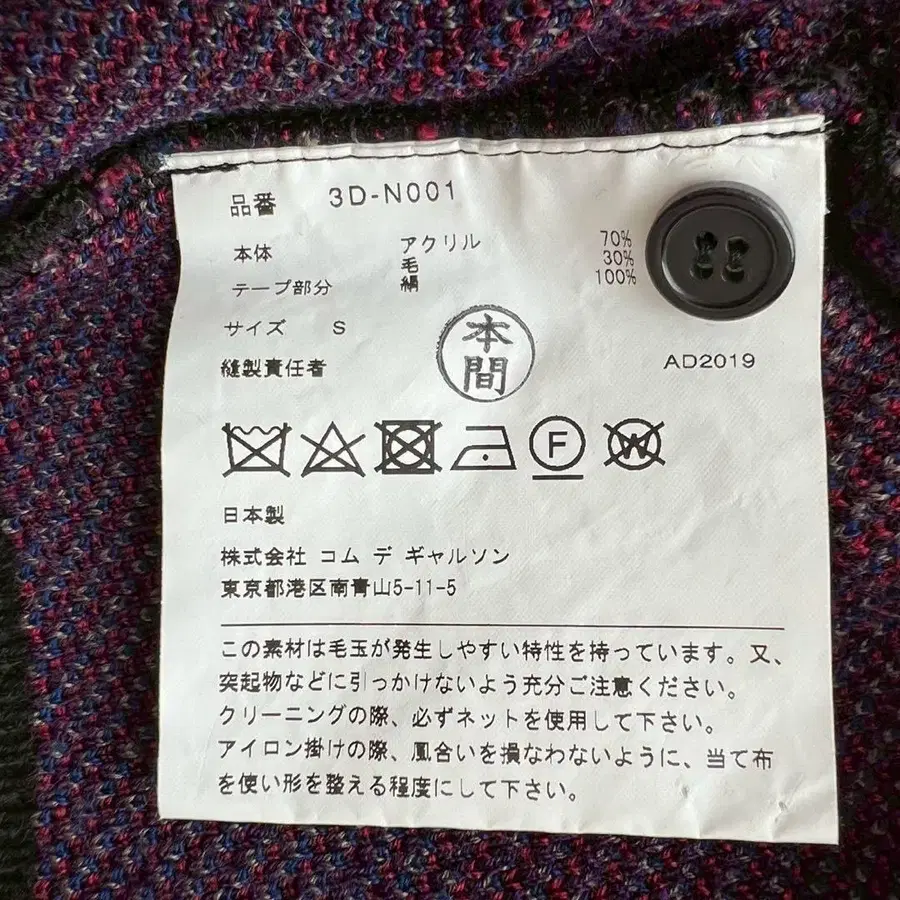 品番 3D-N001
本体 アクリル 70%
毛 30%
テープ部分 絹 100%
サイズ S
縫製責任者 本間 AD2019
F W
日本製
株式会社 コム デ ギャルソン
東京都港区南青山5-11-5
この素材は毛玉が発生しやすい特性を持っています。又、
突起物などに引っかけないよう充分ご注意ください。
クリーニングの際、必ずネットを使用して下さい。
アイロン掛けの際、風合いを損なわないように、当て布
を使い形を整える程度にして下さい。